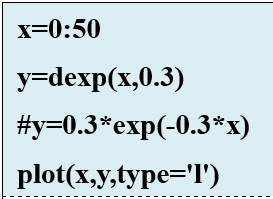 x=0:50
y=dexp(x,0.3)
#y=0.3*exp(-0.3*x)
plot(x,y,type='l')